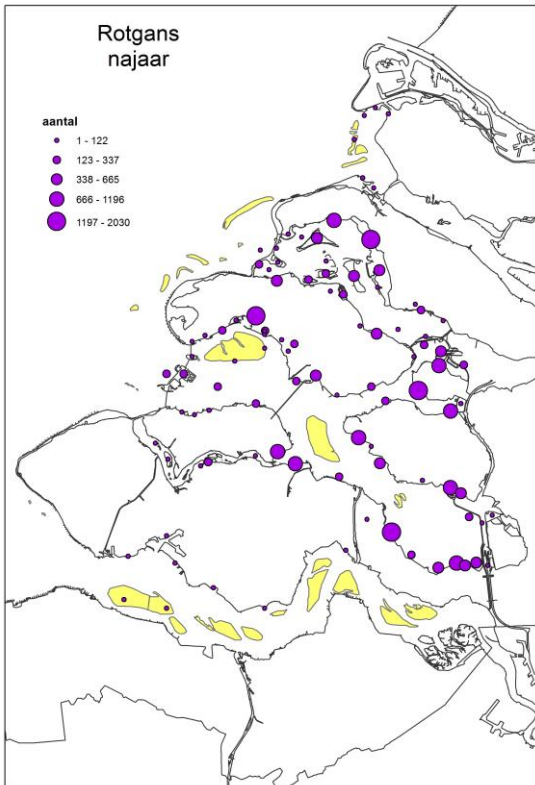 Rotgans
najaar
aantal
1 - 122
123 - 337
338 - 665
666 - 1196
1197 - 2030